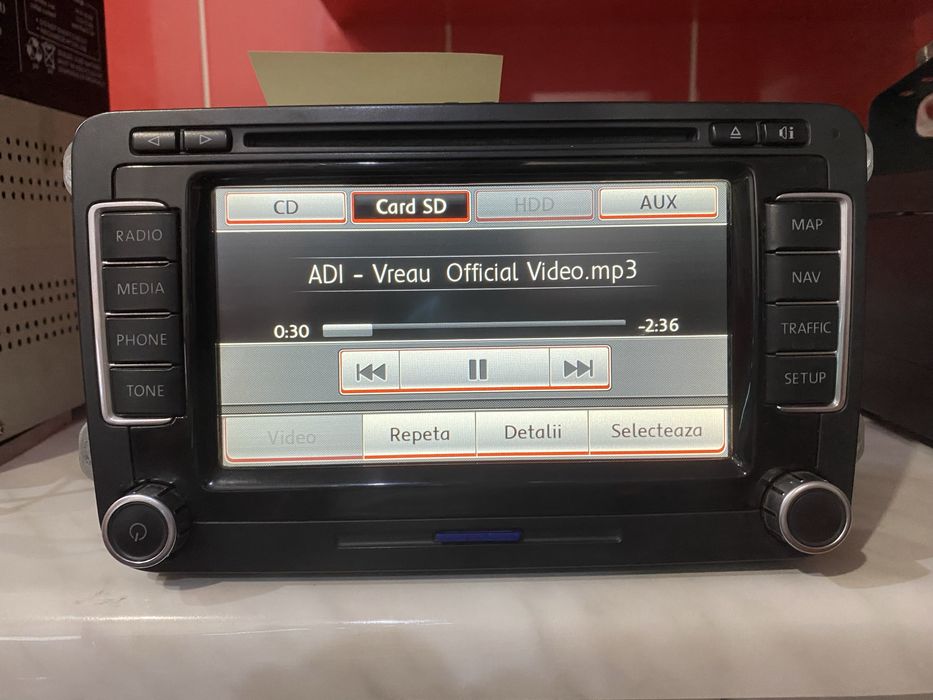 CD Card SD HDD AUX
RADIO
MEDIA
PHONE
TONE
ADI - Vreau Official Video.mp3
0:30 -2:36
Video Repeta Detalii Selecteaza
MAP
NAV
TRAFFIC
SETUP